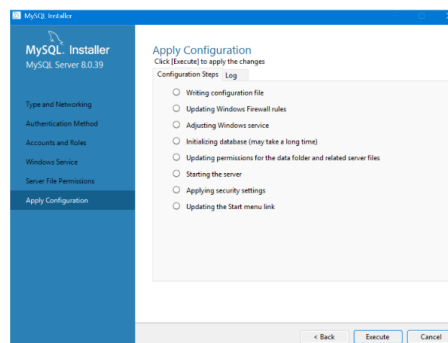 MySQL Installer
MySQL. Installer
MySQL Server 8.0.39
Type and Networking
Authentication Method
Accounts and Roles
Windows Service
Server File Permissions
Apply Configuration
Apply Configuration
Click [Execute] to apply the changes
Configuration Steps Log
Writing configuration file
Updating Windows Firewall rules
Adjusting Windows service
Initializing database (may take a long time)
Updating permissions for the data folder and related server files
Starting the server
Applying security settings
Updating the Start menu link
< Back Execute Cancel